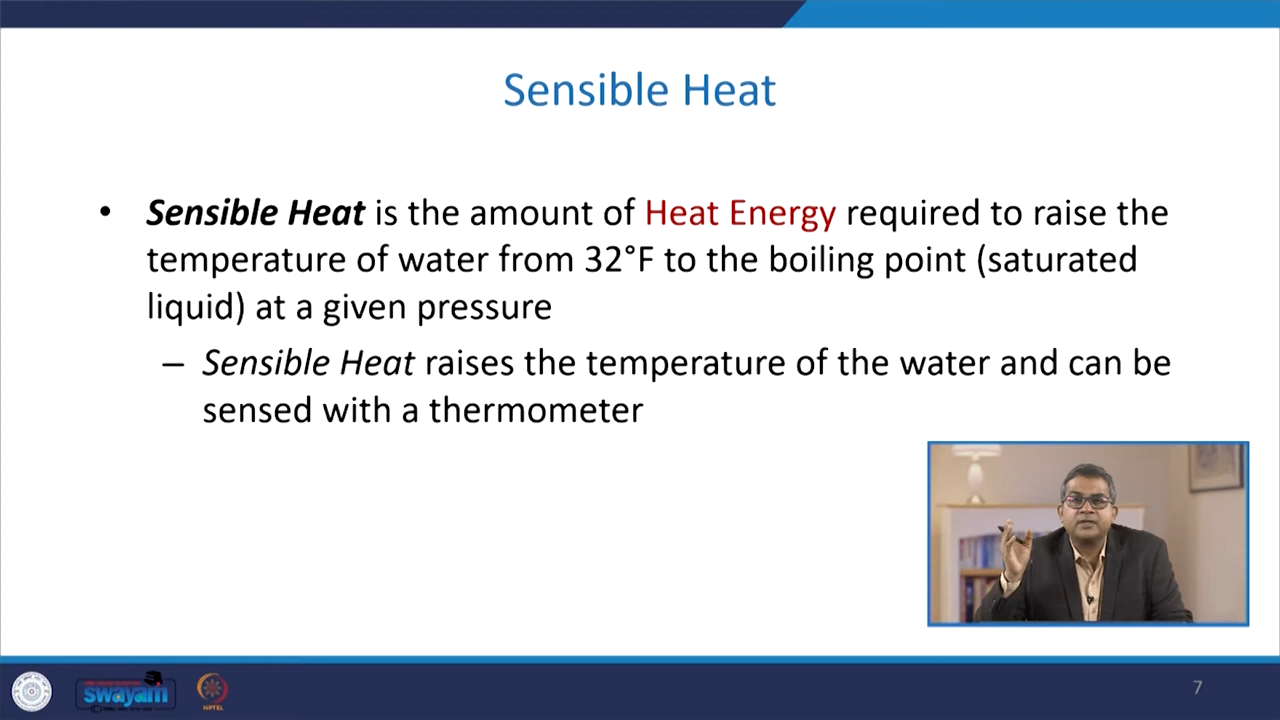 Sensible Heat
• Sensible Heat is the amount of Heat Energy required to raise the
temperature of water from 32°F to the boiling point (saturated
liquid) at a given pressure
– Sensible Heat raises the temperature of the water and can be
sensed with a thermometer
swayam
NPTEL
7